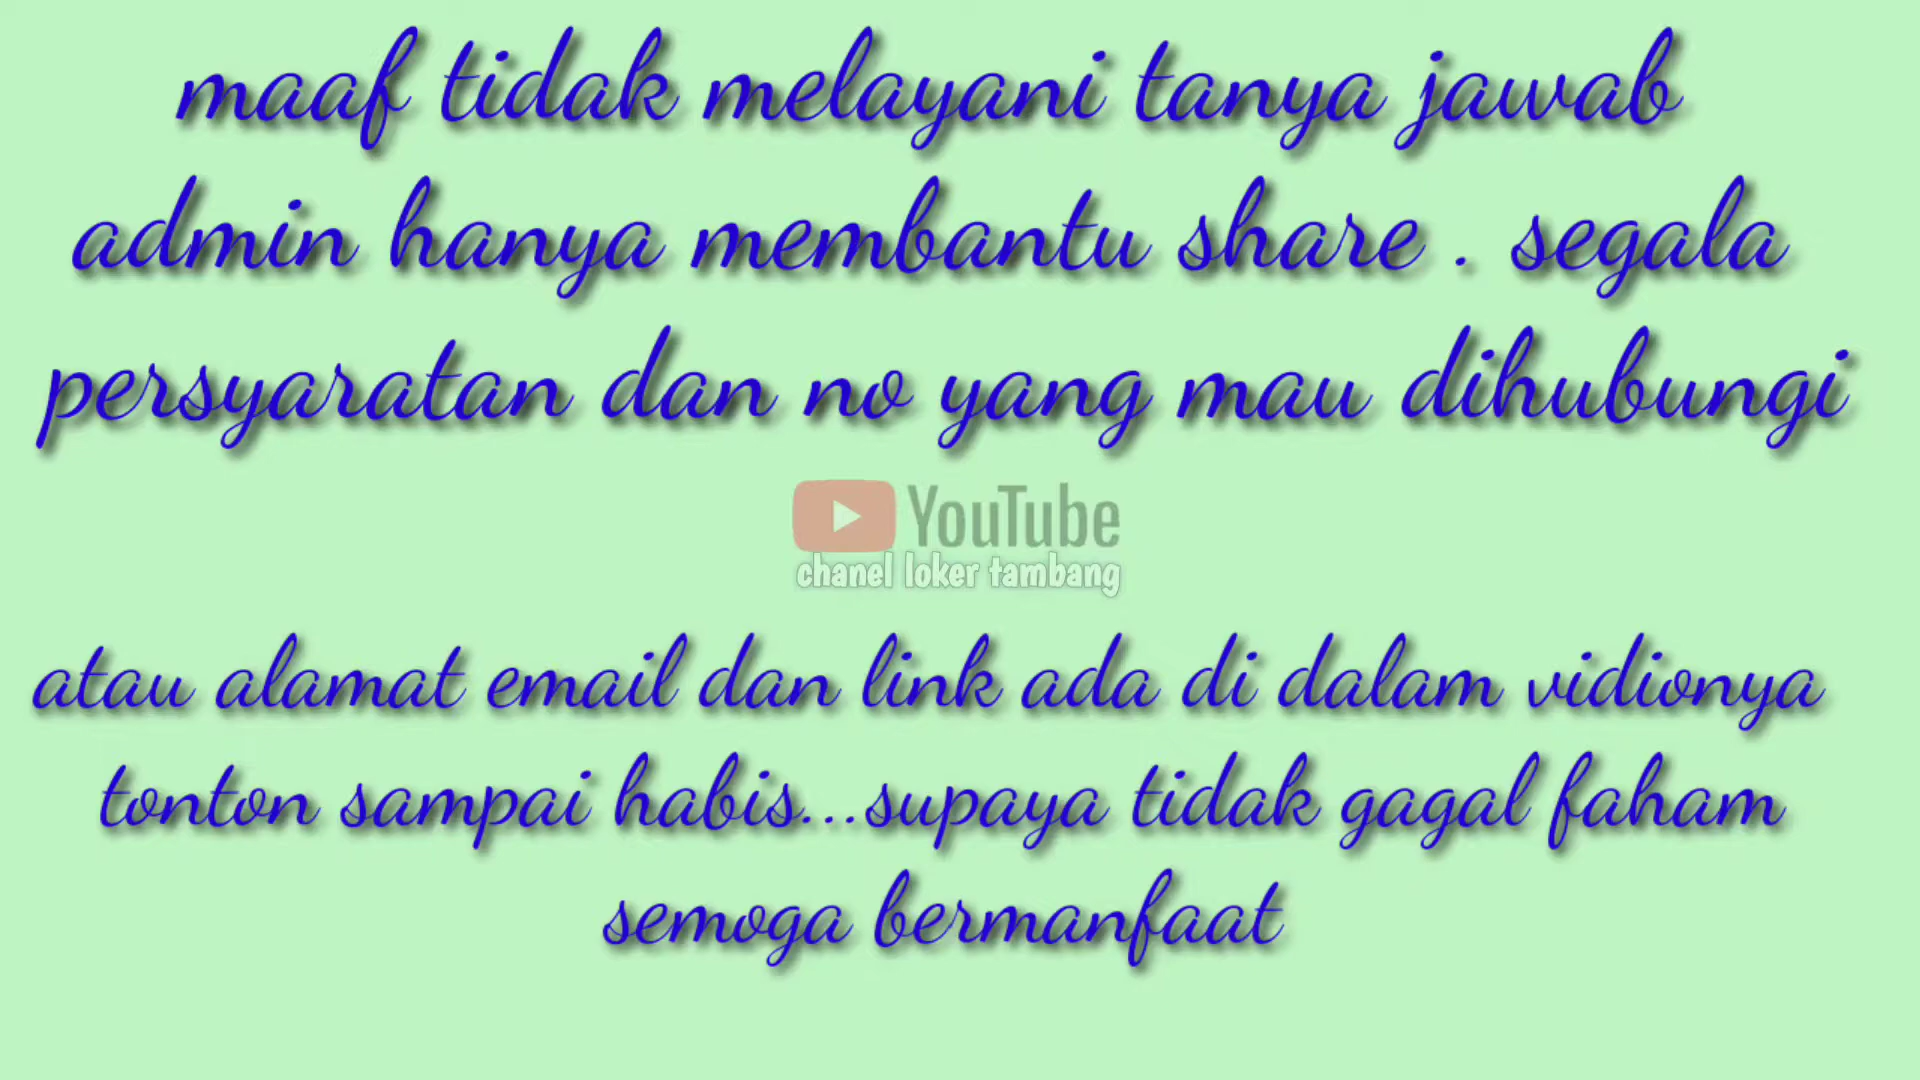 maaf tidak melayani tanya jawab
admin hanya membantu share . segala
persyaratan dan no yang mau dihubungi
YouTube
chanel loker tambang
atau alamat email dan link ada di dalam vidionya
tonton sampai habis...supaya tidak gagal faham
semoga bermanfaat